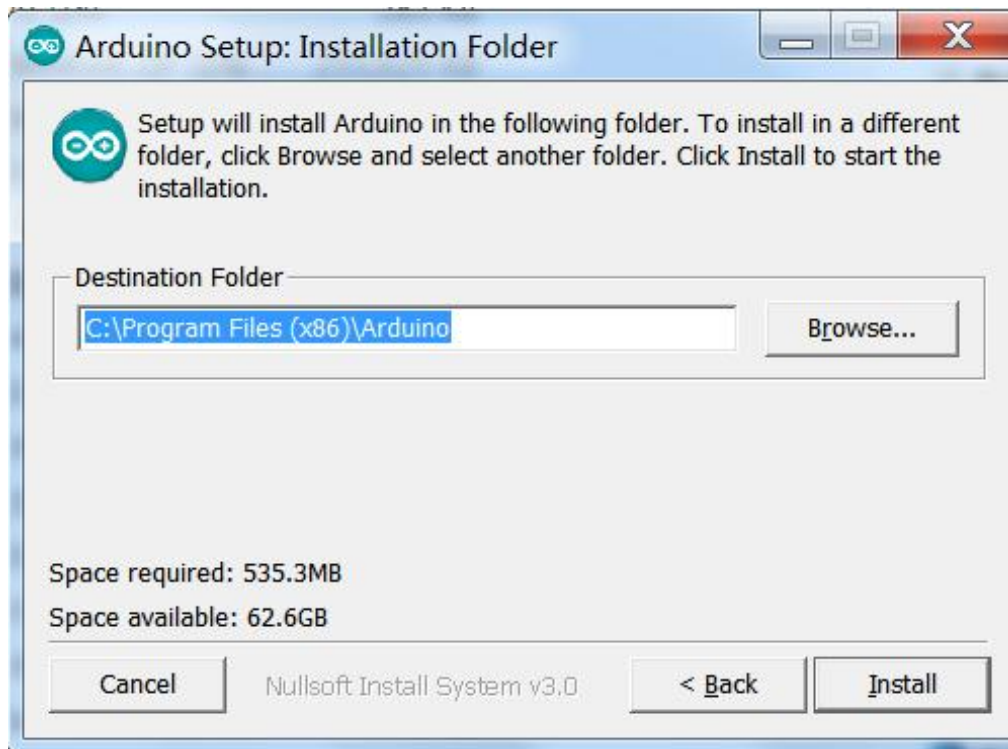 Arduino Setup: Installation Folder
Setup will install Arduino in the following folder. To install in a different
folder, click Browse and select another folder. Click Install to start the
installation.
Destination Folder
C:\Program Files (x86)\Arduino
Browse...
Space required: 535.3MB
Space available: 62.6GB
Cancel
Nullsoft Install System v3.0
< Back
Install